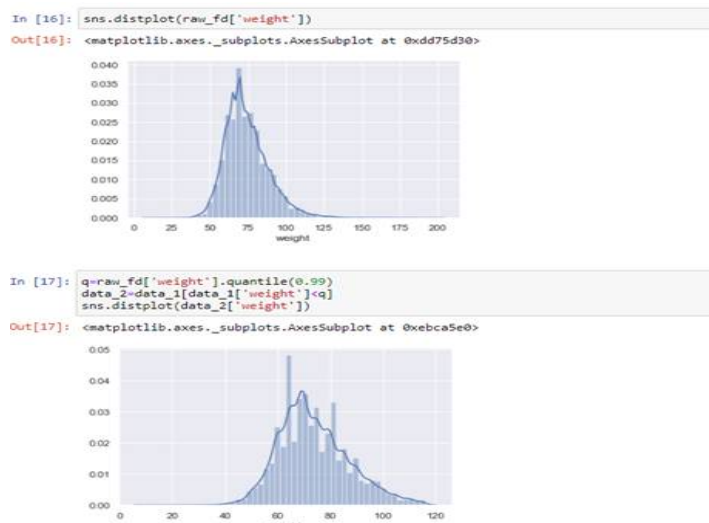 In [16]: sns.distplot(raw_fd['weight'])
Out[16]: <matplotlib.axes._subplots.AxesSubplot at 0xdd75d30>
0.040
0.035
0.030
0.025
0.020
0.015
0.010
0.005
0.000
0 25 50 75 100 125 150 175 200
weight
In [17]: q=raw_fd['weight'].quantile(0.99)
data_2=data_1[data_1['weight']<q]
sns.distplot(data_2['weight'])
Out[17]: <matplotlib.axes._subplots.AxesSubplot at 0xebca5e0>
0.05
0.04
0.03
0.02
0.01
0.00
0 20 40 60 80 100 120